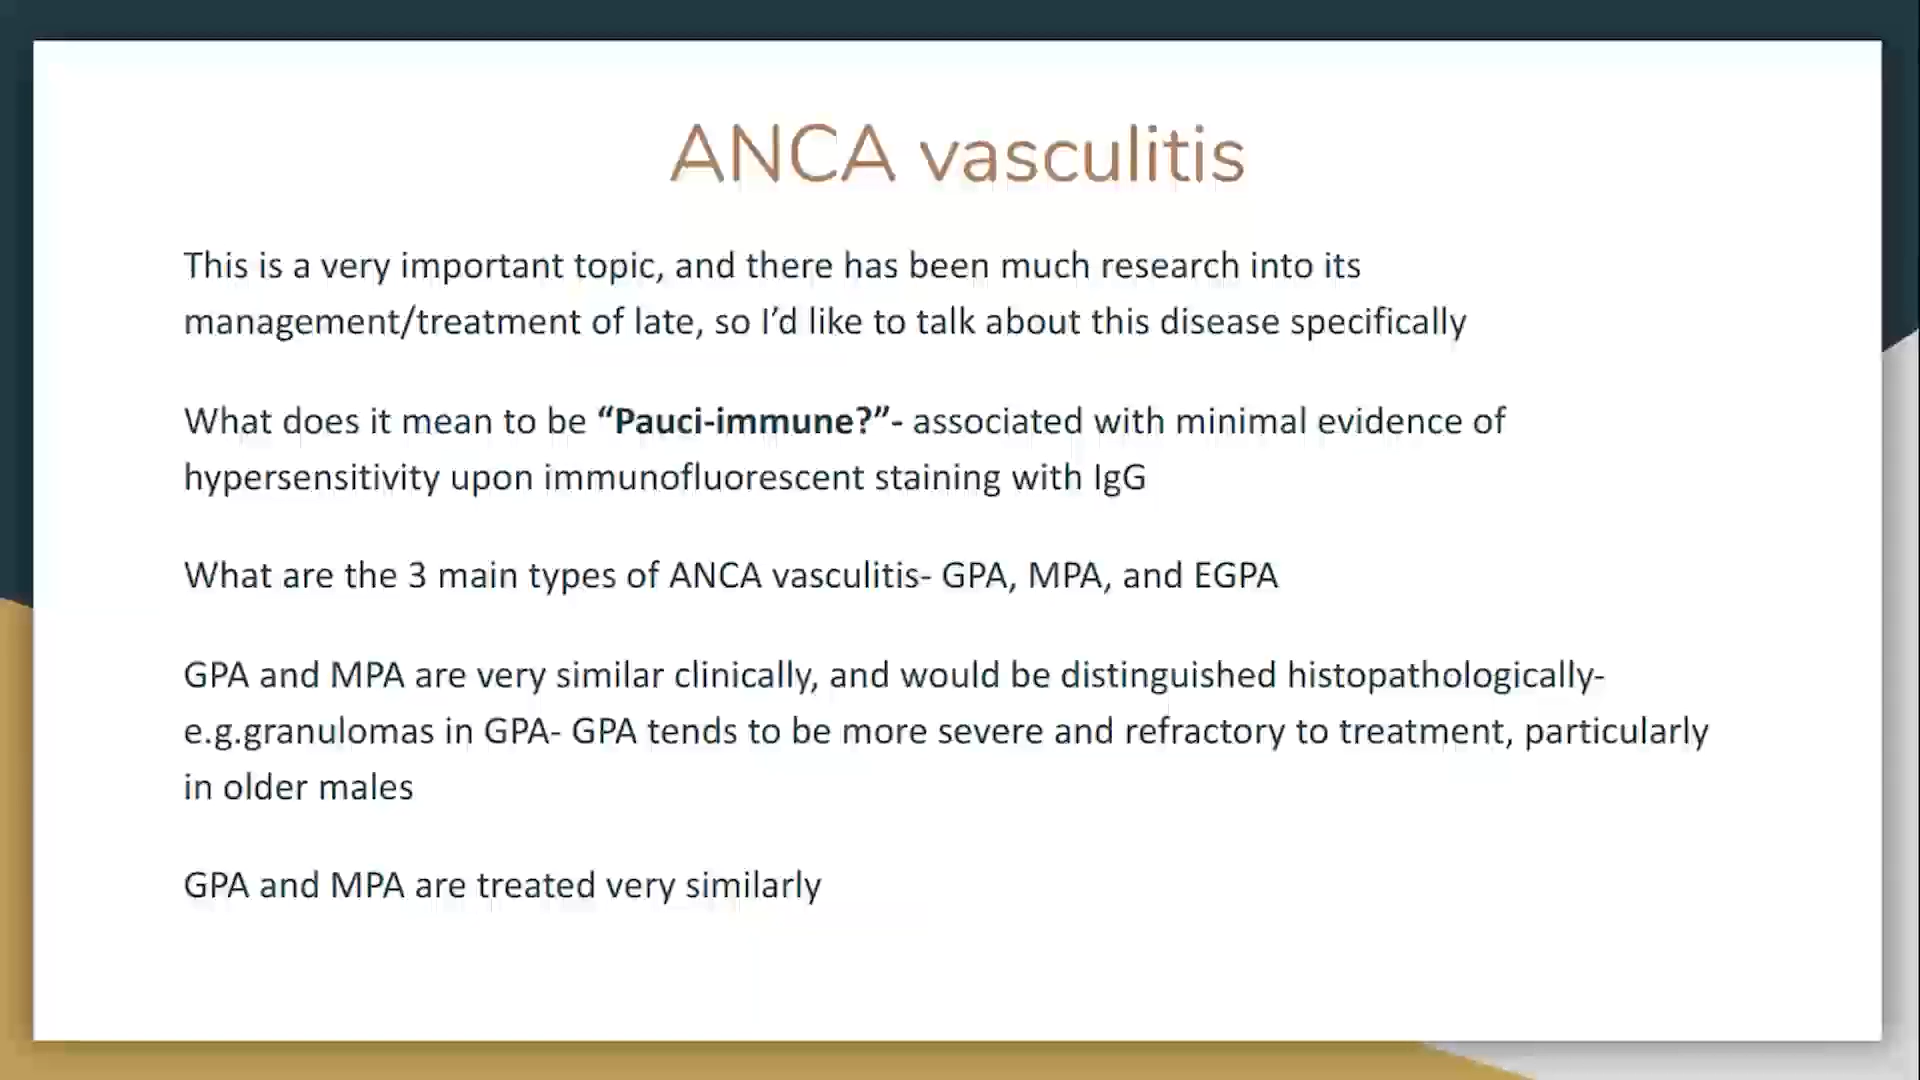 ANCA vasculitis
This is a very important topic, and there has been much research into its
management/treatment of late, so I’d like to talk about this disease specifically
What does it mean to be “Pauci-immune?”- associated with minimal evidence of
hypersensitivity upon immunofluorescent staining with IgG
What are the 3 main types of ANCA vasculitis- GPA, MPA, and EGPA
GPA and MPA are very similar clinically, and would be distinguished histopathologically-
e.g.granulomas in GPA- GPA tends to be more severe and refractory to treatment, particularly
in older males
GPA and MPA are treated very similarly